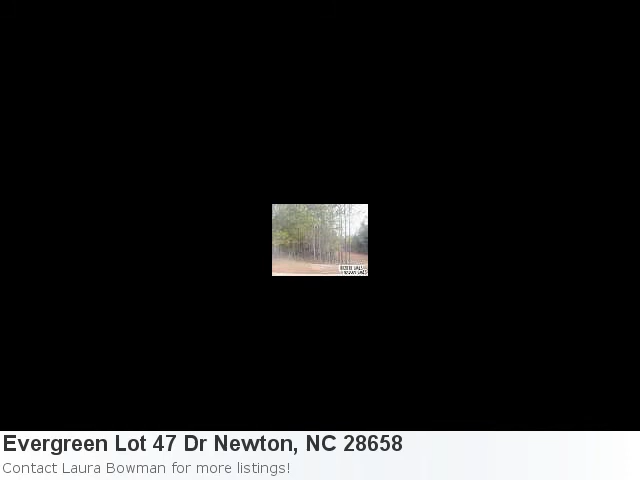 Evergreen Lot 47 Dr Newton, NC 28658
Contact Laura Bowman for more listings!